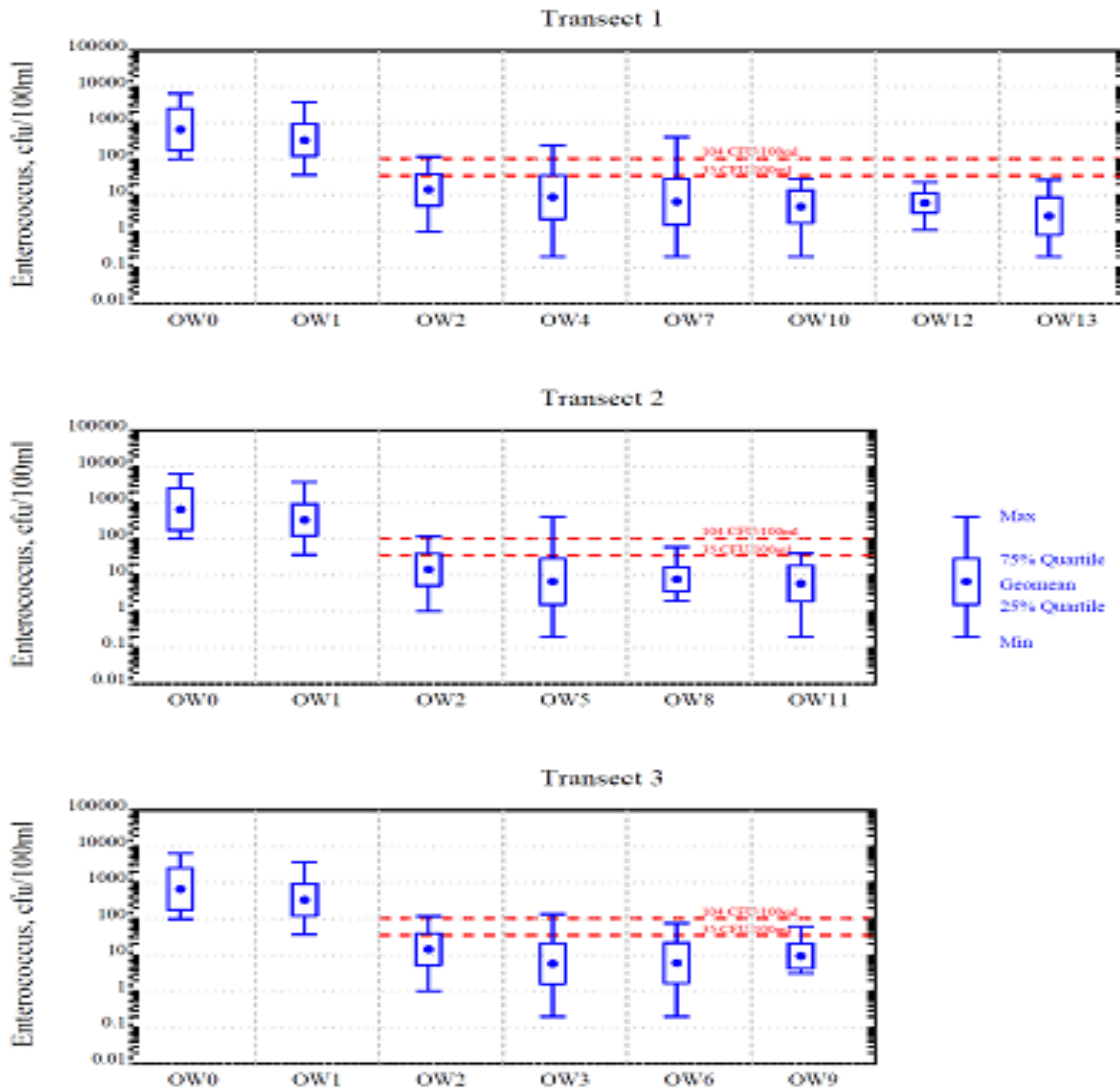 Transect 1
Enterococcus, cfu/100ml
100000
10000
1000
100
10
1
0.1
0.01
104 CFU/100ml
35 CFU/100ml
OW0 OW1 OW2 OW4 OW7 OW10 OW12 OW13
Transect 2
Enterococcus, cfu/100ml
100000
10000
1000
100
10
1
0.1
0.01
104 CFU/100ml
35 CFU/100ml
OW0 OW1 OW2 OW5 OW8 OW11
Max
75% Quartile
Geomean
25% Quartile
Min
Transect 3
Enterococcus, cfu/100ml
100000
10000
1000
100
10
1
0.1
0.01
104 CFU/100ml
35 CFU/100ml
OW0 OW1 OW2 OW3 OW6 OW9